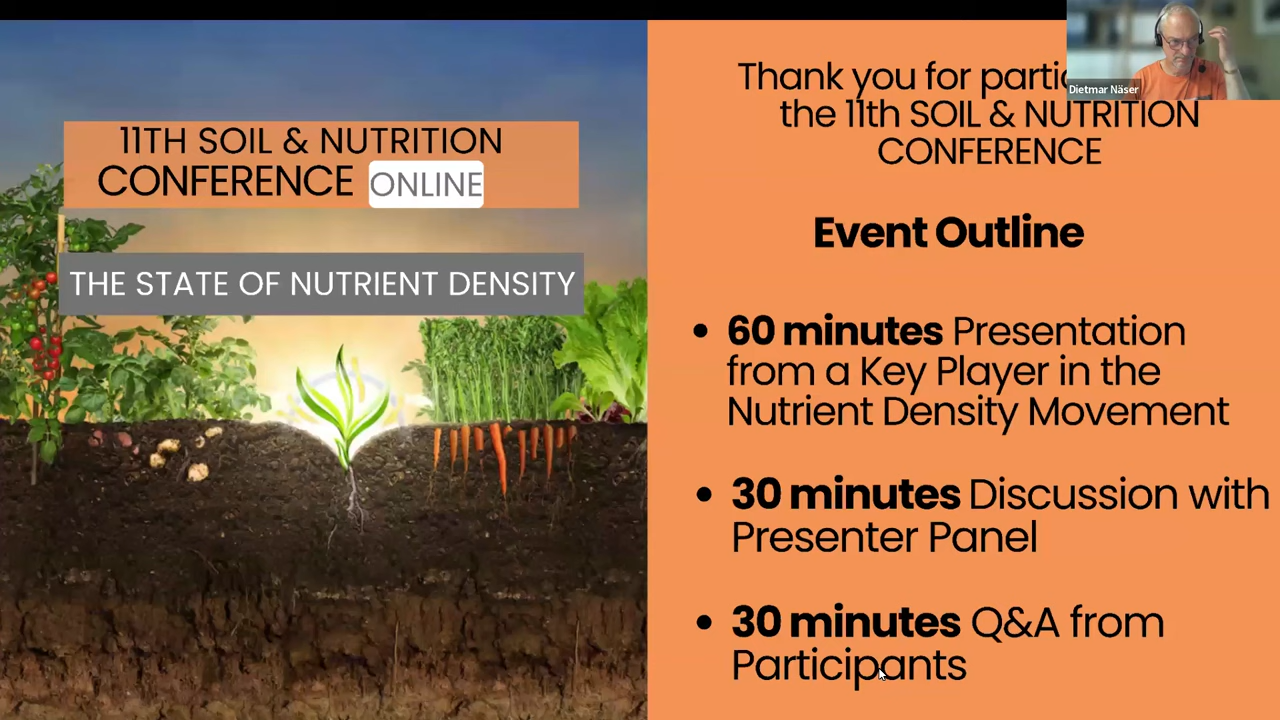 11TH SOIL & NUTRITION
CONFERENCE ONLINE
THE STATE OF NUTRIENT DENSITY
Thank you for
the 11th SOIL & NUTRITION
CONFERENCE
Event Outline
• 60 minutes Presentation
from a Key Player in the
Nutrient Density Movement
• 30 minutes Discussion with
Presenter Panel
• 30 minutes Q&A from
Participants
Dietmar Näser